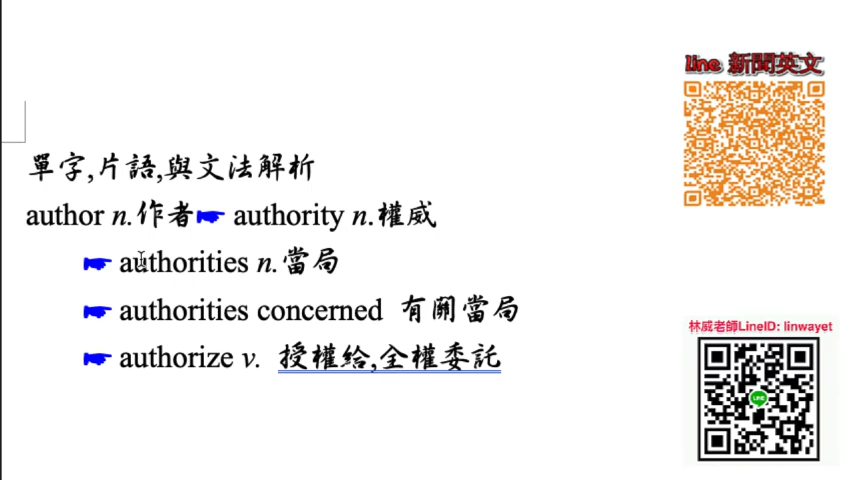 line 新聞英文
單字,片語,與文法解析
author n.作者☛ authority n.權威
☛ authorities n.當局
☛ authorities concerned 有關當局
☛ authorize v. 授權給,全權委託
林威老師LineID: linwayet
LINE